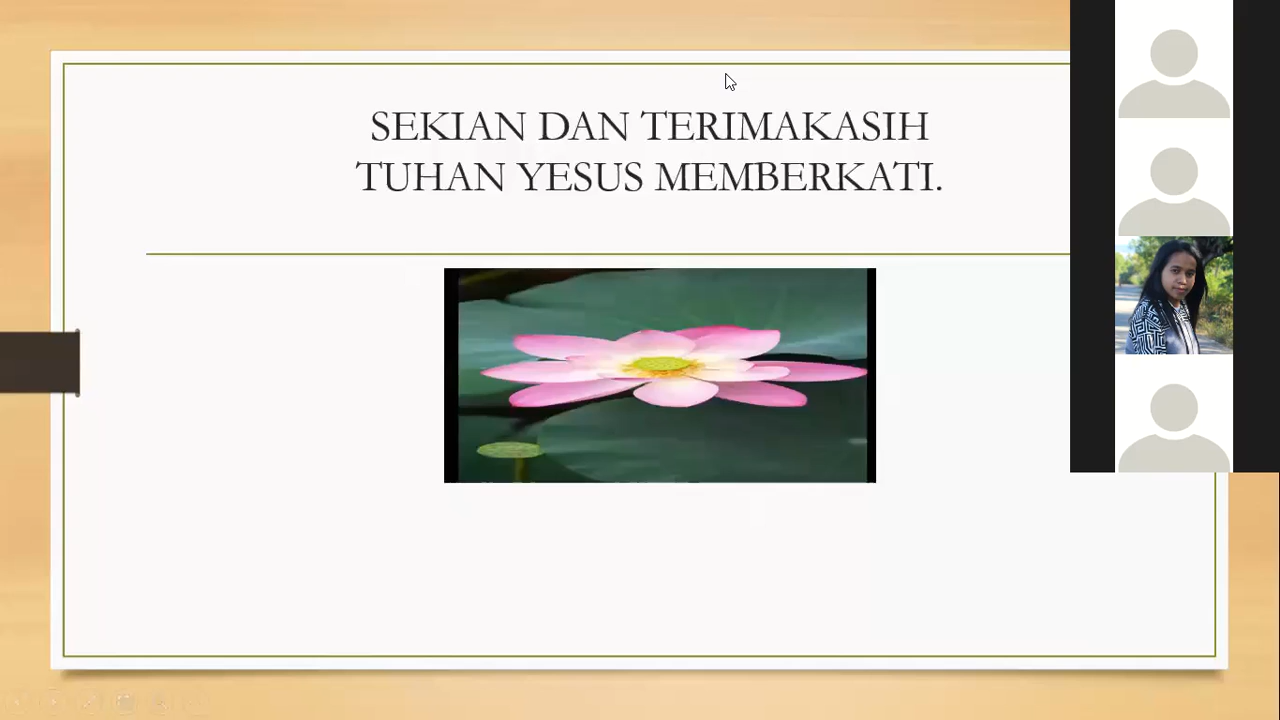 SEKIAN DAN TERIMAKASIH
TUHAN YESUS MEMBERKATI.